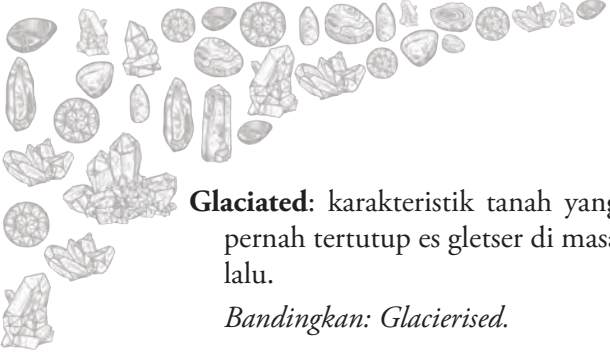 Glaciated: karakteristik tanah yang
pernah tertutup es gletser di masa
lalu.
Bandingkan: Glacierised.